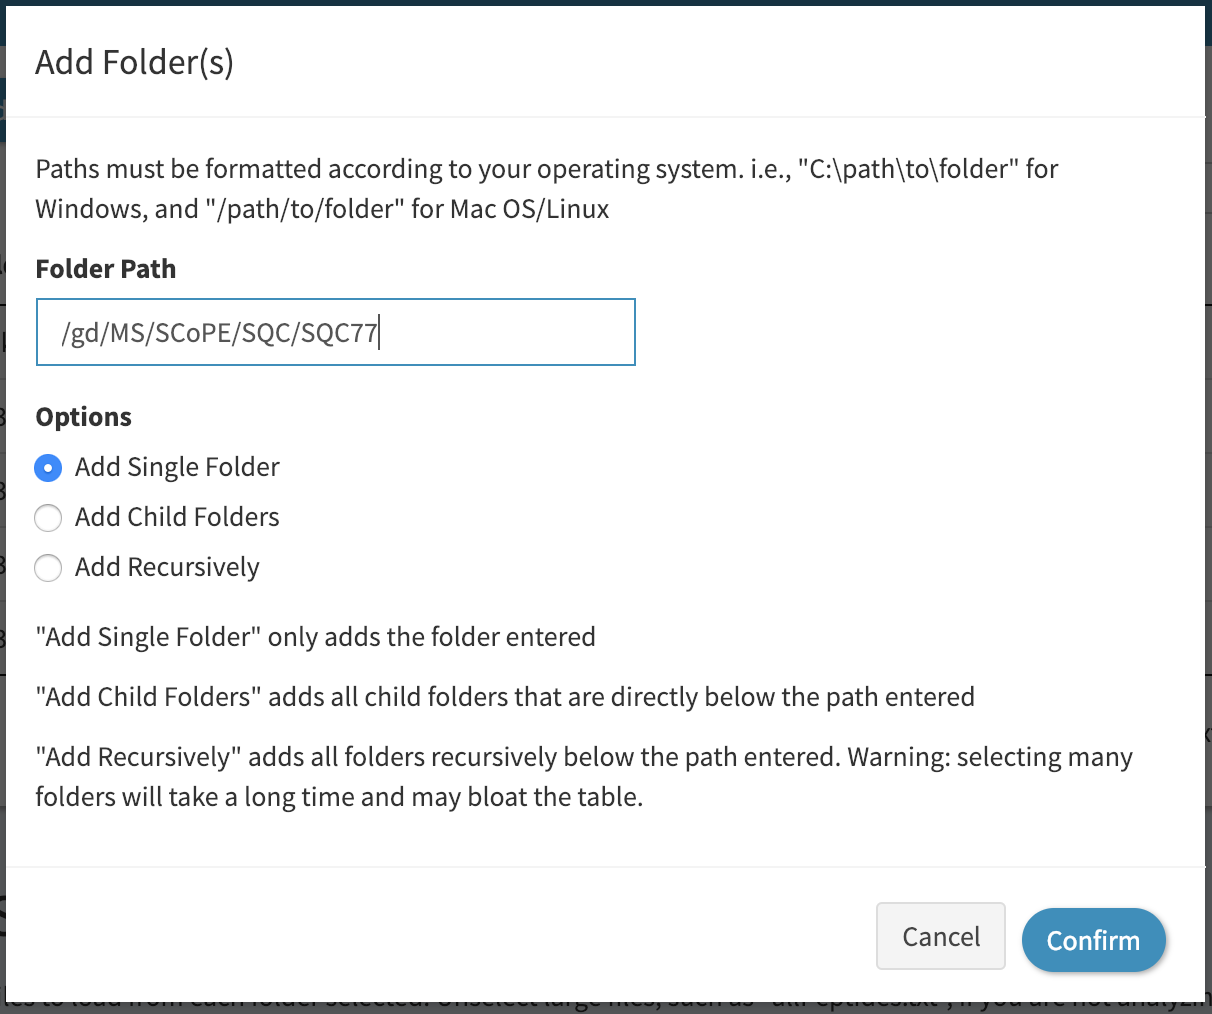 Add Folder(s)
Paths must be formatted according to your operating system. i.e., "C:\path\to\folder" for
Windows, and "/path/to/folder" for Mac OS/Linux
Folder Path
/gd/MS/SCoPE/SQC/SQC77
Options
Add Single Folder
Add Child Folders
Add Recursively
"Add Single Folder" only adds the folder entered
"Add Child Folders" adds all child folders that are directly below the path entered
"Add Recursively" adds all folders recursively below the path entered. Warning: selecting many
folders will take a long time and may bloat the table.
Cancel
Confirm